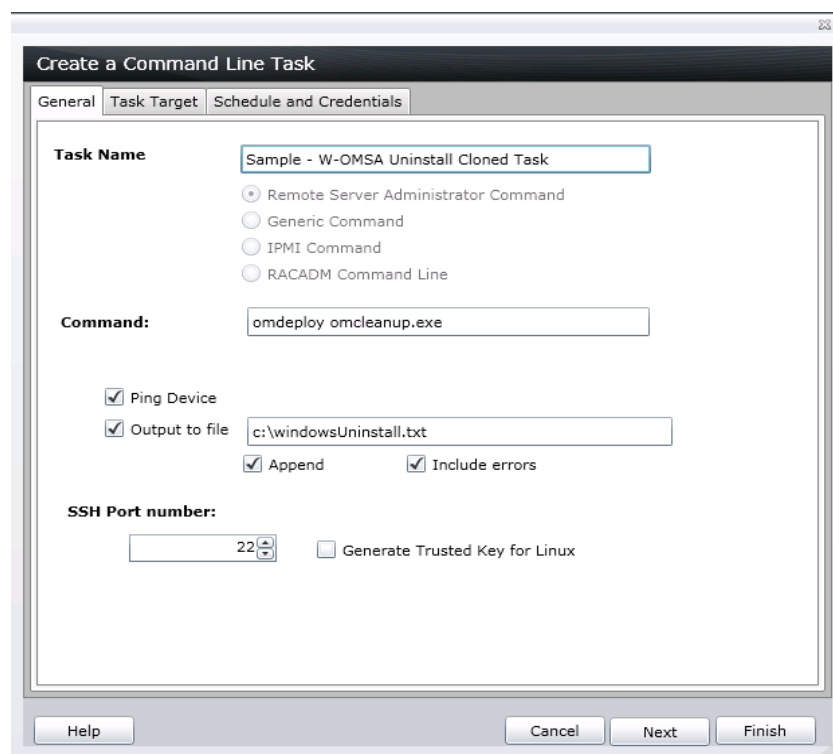 Create a Command Line Task
General Task Target Schedule and Credentials
Task Name Sample - W-OMSA Uninstall Cloned Task
Remote Server Administrator Command
Generic Command
IPMI Command
RACADM Command Line
Command: omdeploy omcleanup.exe
Ping Device
Output to file c:\windowsUninstall.txt
Append Include errors
SSH Port number:
22 Generate Trusted Key for Linux
Help Cancel Next Finish